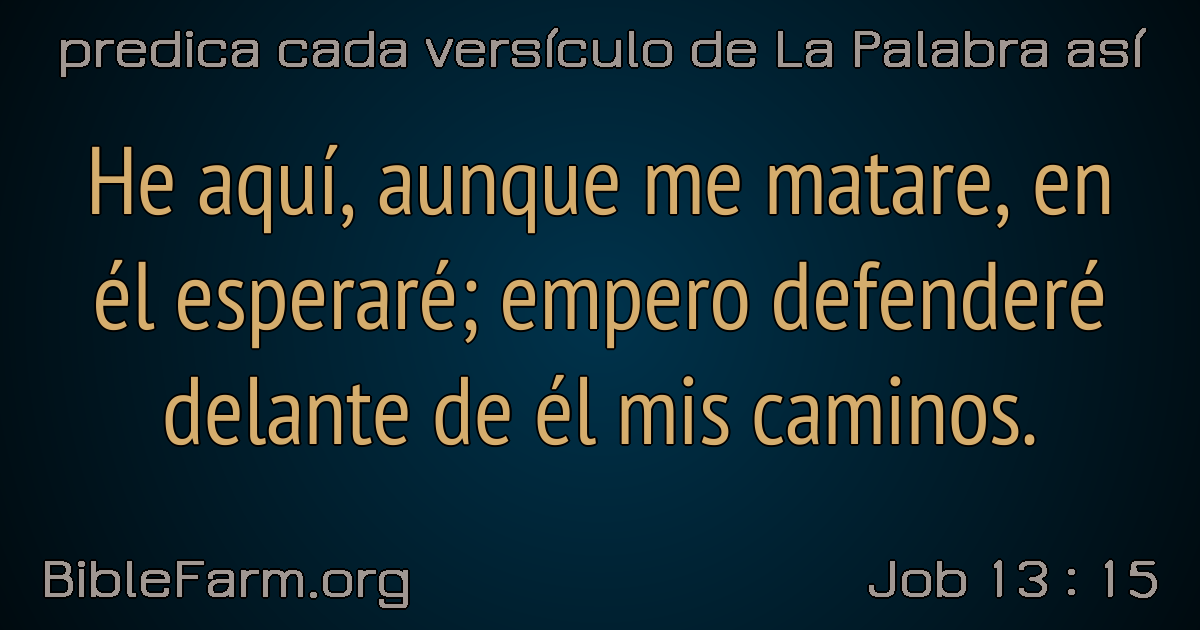 predica cada versículo de La Palabra así
He aquí, aunque me matare, en
él esperaré; empero defenderé
delante de él mis caminos.
BibleFarm.org
Job 13 : 15